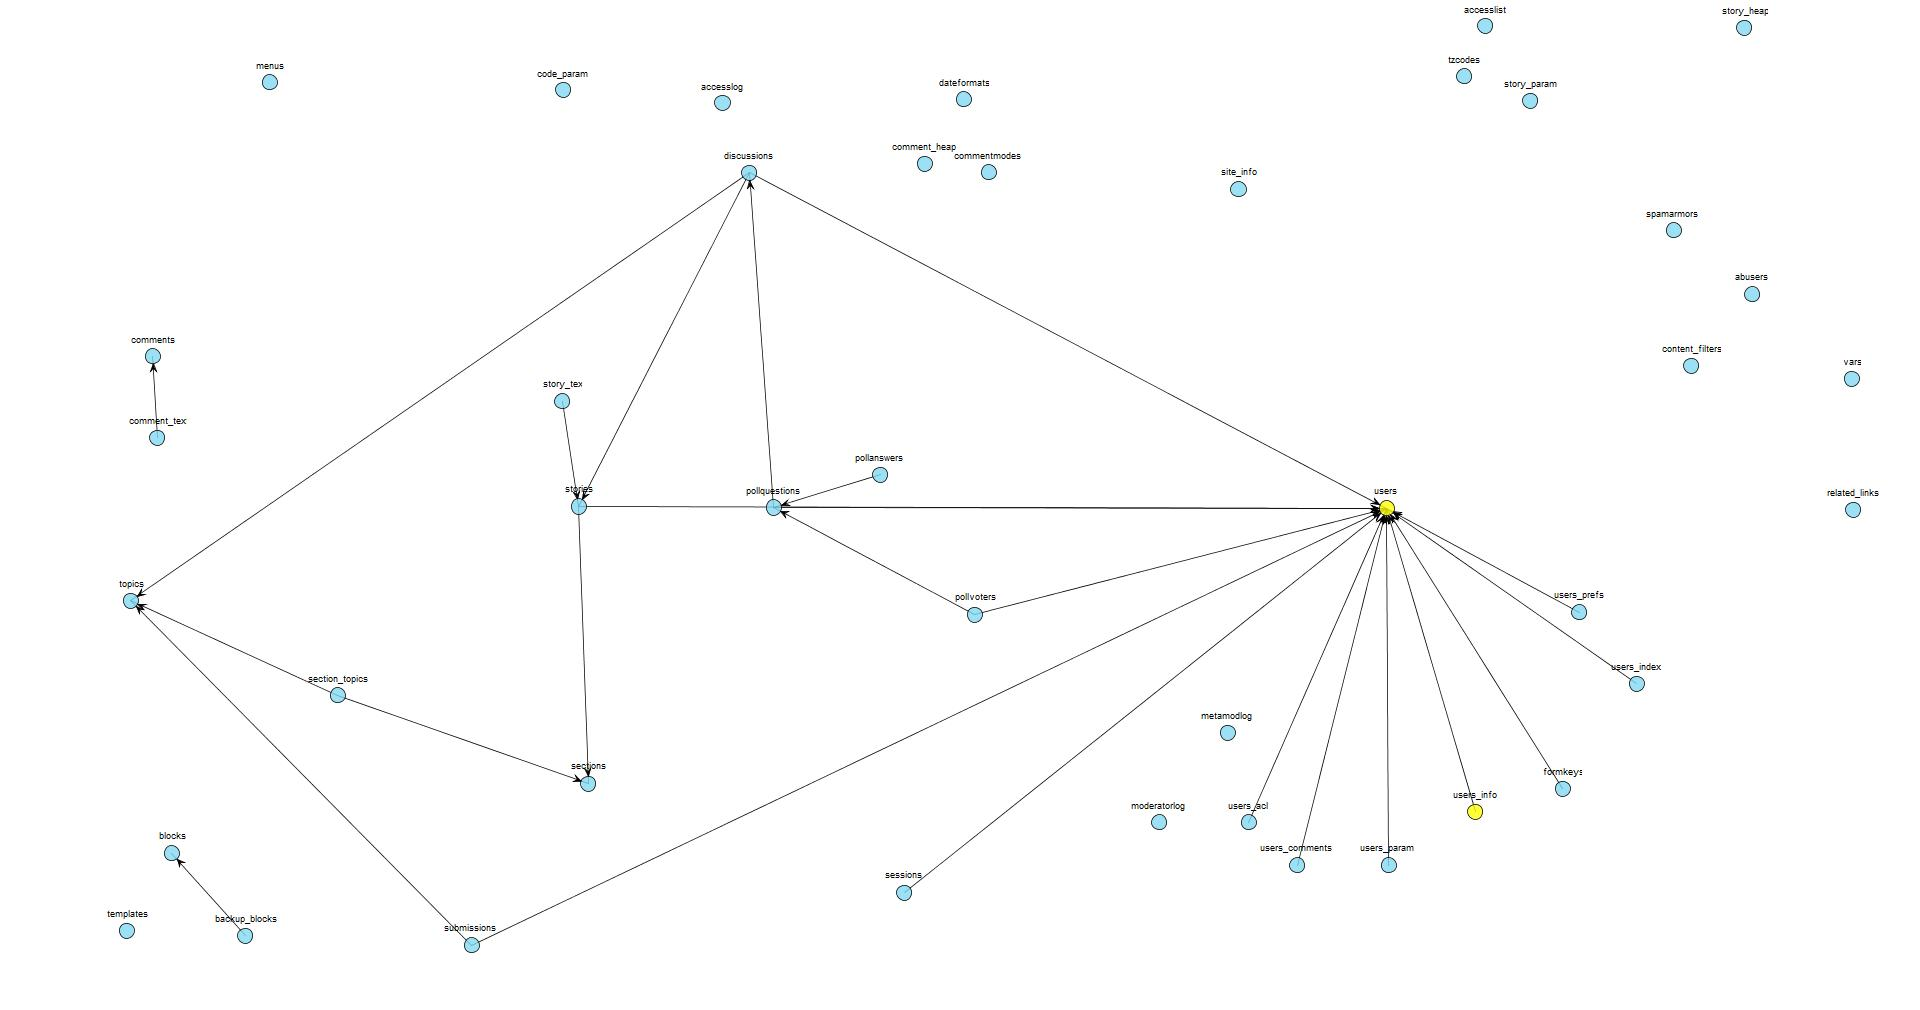 accesslist
story_heap
tzcodes
menus
code_param
story_param
accesslog
dateformats
comment_heap
commentmodes
discussions
site_info
spamarmors
abusers
comments
content_filters
vars
story_tex
comment_tex
pollanswers
stories
pollquestions
users
related_links
topics
pollvoters
users_prefs
users_index
section_topics
metamodlog
sections
formkeys
users_info
moderatorlog
users_acl
blocks
users_comments
users_param
sessions
templates
backup_blocks
submissions